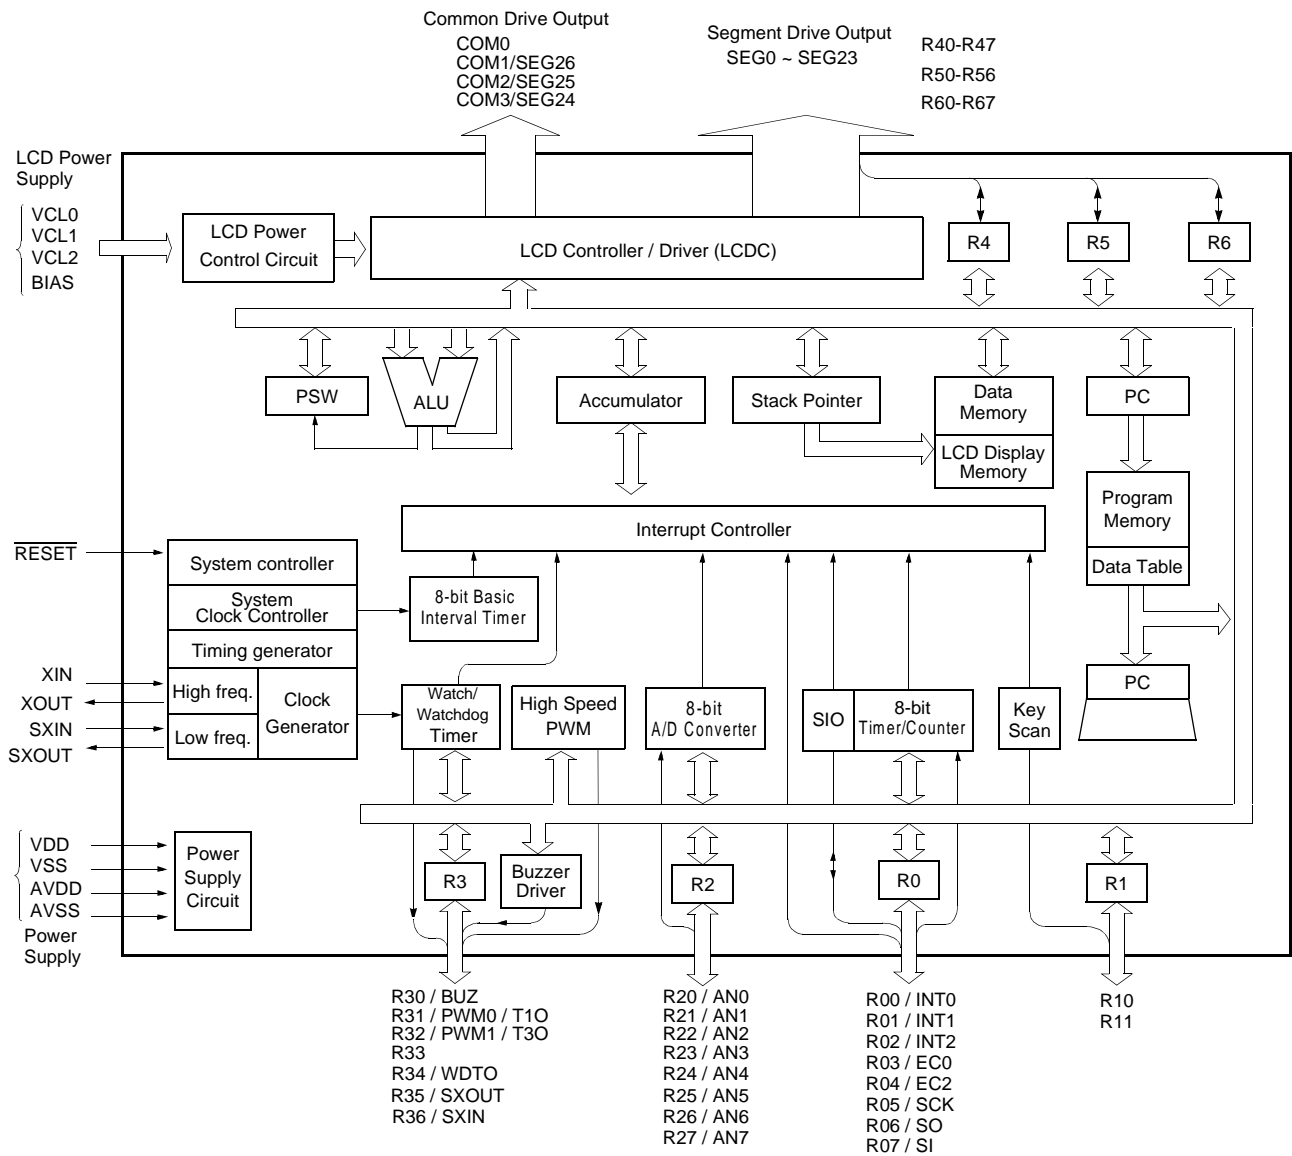 Common Drive Output
COM0
COM1/SEG26
COM2/SEG25
COM3/SEG24
Segment Drive Output
SEG0 ~ SEG23
R40-R47
R50-R56
R60-R67
LCD Power
Supply
VCL0
VCL1
VCL2
BIAS
LCD Power
Control Circuit
LCD Controller / Driver (LCDC)
R4
R5
R6
PSW
ALU
Accumulator
Stack Pointer
Data
Memory
LCD Display
Memory
PC
Program
Memory
Data Table
PC
Interrupt Controller
RESET
System controller
System
Clock Controller
Timing generator
High freq.
Low freq.
Clock
Generator
XIN
XOUT
SXIN
SXOUT
8-bit Basic
Interval Timer
Watch/
Watchdog
Timer
High Speed
PWM
8-bit
A/D Converter
SIO
8-bit
Timer/Counter
Key
Scan
VDD
VSS
AVDD
AVSS
Power
Supply
Power
Supply
Circuit
R3
Buzzer
Driver
R2
R0
R1
R30 / BUZ
R31 / PWM0 / T1O
R32 / PWM1 / T3O
R33
R34 / WDTO
R35 / SXOUT
R36 / SXIN
R20 / AN0
R21 / AN1
R22 / AN2
R23 / AN3
R24 / AN4
R25 / AN5
R26 / AN6
R27 / AN7
R00 / INT0
R01 / INT1
R02 / INT2
R03 / EC0
R04 / EC2
R05 / SCK
R06 / SO
R07 / SI
R10
R11